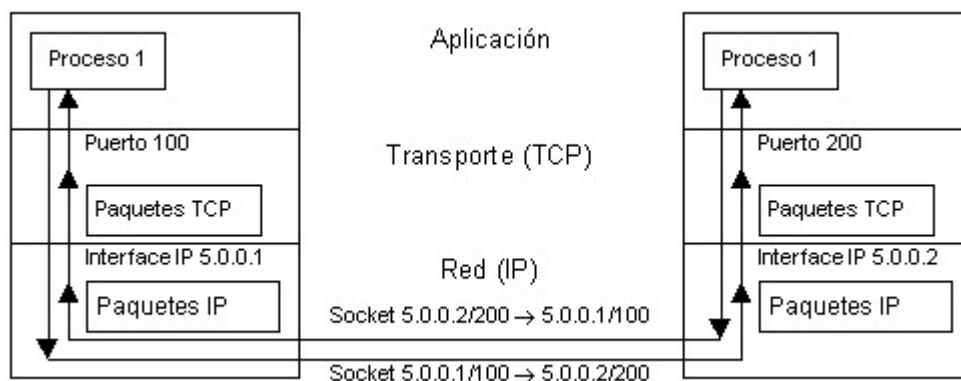 Aplicación
Proceso 1
Proceso 1
Puerto 100
Transporte (TCP)
Puerto 200
Paquetes TCP
Paquetes TCP
Interface IP 5.0.0.1
Red (IP)
Interface IP 5.0.0.2
Paquetes IP
Paquetes IP
Socket 5.0.0.2/200 → 5.0.0.1/100
Socket 5.0.0.1/100 → 5.0.0.2/200